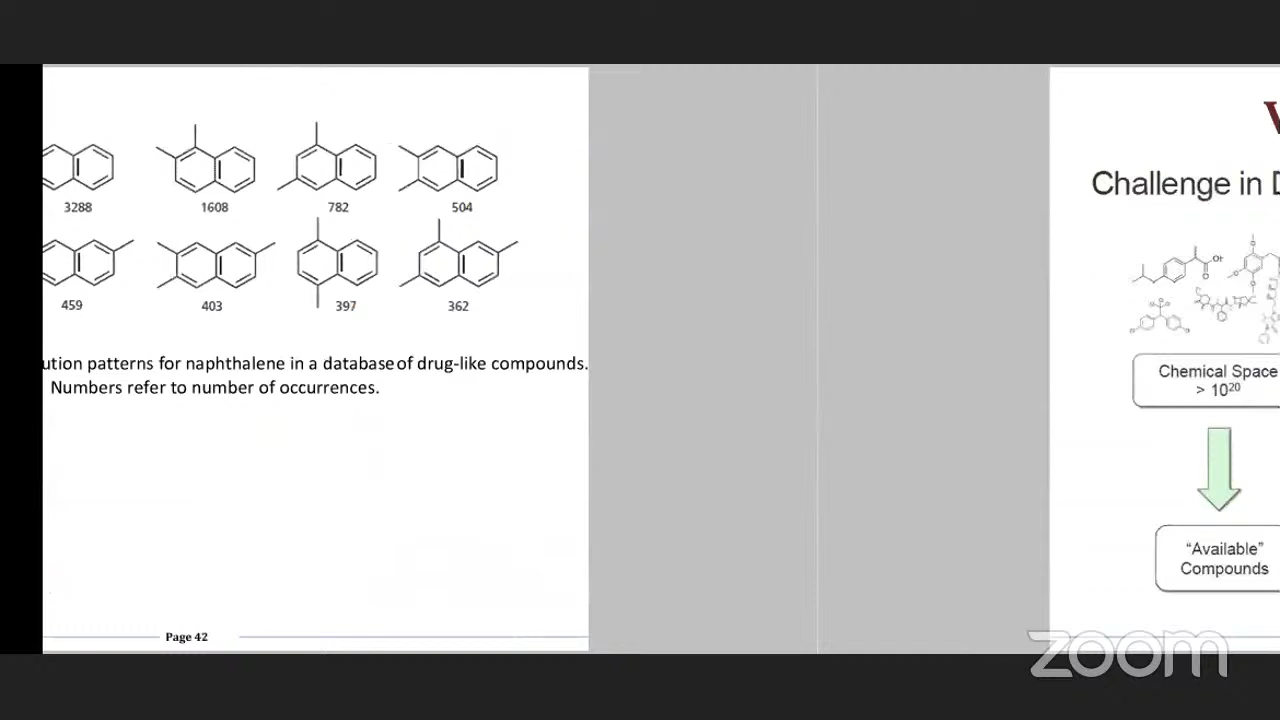 3288 1608 782 504
459 403 397 362
ution patterns for naphthalene in a database of drug-like compounds.
Numbers refer to number of occurrences.
Page 42
V
Challenge in D
OH
O
Chemical Space
> 10²⁰
“Available”
Compounds
zoom